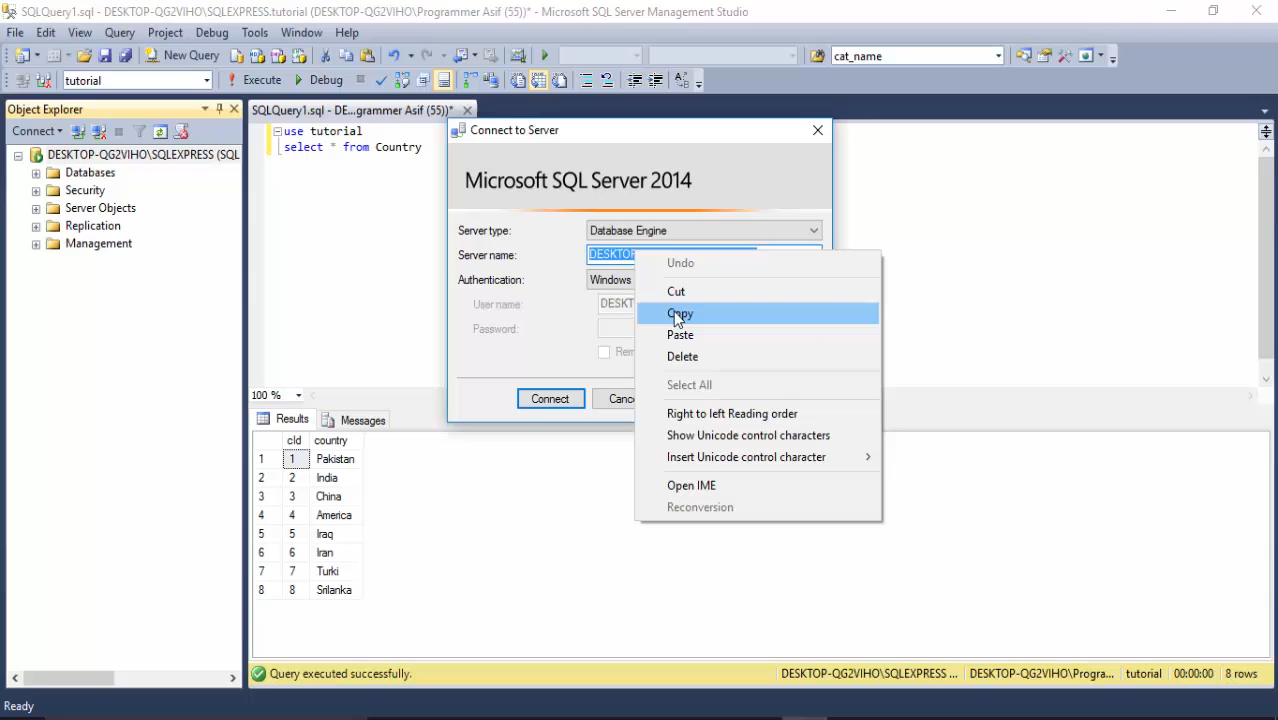 SQLQuery1.sql - DESKTOP-QG2VIHO\SQLEXPRESS.tutorial (DESKTOP-QG2VIHO\Programmer Asif (55))* - Microsoft SQL Server Management Studio
File Edit View Query Project Debug Tools Window Help
New Query cat_name
tutorial Execute Debug
Object Explorer
SQLQuery1.sql - DE...grammer Asif (55))*
Connect
DESKTOP-QG2VIHO\SQLEXPRESS (SQL
Databases
Security
Server Objects
Replication
Management
use tutorial
select * from Country
Connect to Server
Microsoft SQL Server 2014
Server type: Database Engine
Server name: DESKTOP
Authentication: Windows
User name: DESKT
Password:
Rem
Connect Canc
Undo
Cut
Copy
Paste
Delete
Select All
Right to left Reading order
Show Unicode control characters
Insert Unicode control character
Open IME
Reconversion
100 %
Results Messages
cId country
1 1 Pakistan
2 2 India
3 3 China
4 4 America
5 5 Iraq
6 6 Iran
7 7 Turki
8 8 Srilanka
Query executed successfully. DESKTOP-QG2VIHO\SQLEXPRESS ... DESKTOP-QG2VIHO\Progra... tutorial 00:00:00 8 rows
Ready